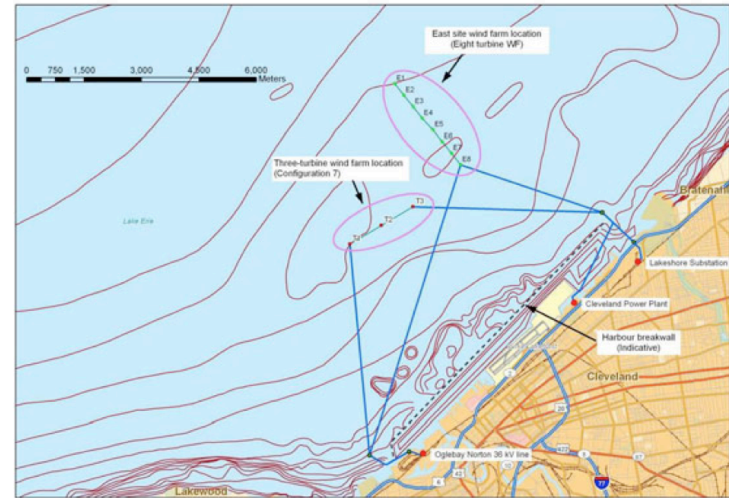 East site wind farm location
(Eight turbine WF)
0 750 1,500 3,000 4,500 6,000
Meters
E1
E2
E3
E4
E5
E6
E7
E8
Three-turbine wind farm location
(Configuration 7)
T3
T2
T1
Lake Erie
Bratenahl
Lakeshore Substation
Cleveland Power Plant
Harbour breakwall
(Indicative)
Cleveland
Oglebay Norton 36 kV line
Lakewood
77